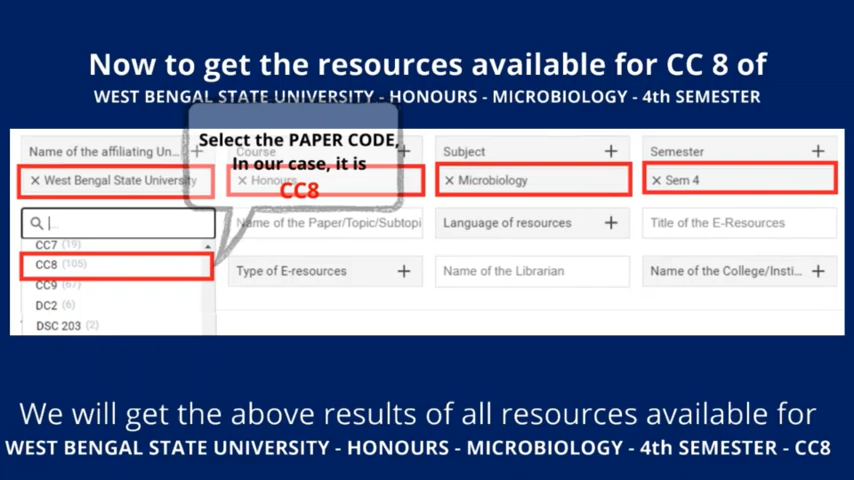 Now to get the resources available for CC 8 of
WEST BENGAL STATE UNIVERSITY - HONOURS - MICROBIOLOGY - 4th SEMESTER
Select the PAPER CODE,
In our case, it is
CC8
Name of the affiliating Un... +
Course +
Subject +
Semester +
× West Bengal State University
× Honours
× Microbiology
× Sem 4
Name of the Paper/Topic/Subtopi
Language of resources +
Title of the E-Resources
CC7 (19)
CC8 (105)
CC9 (67)
DC2 (6)
DSC 203 (2)
Type of E-resources +
Name of the Librarian
Name of the College/Insti... +
We will get the above results of all resources available for
WEST BENGAL STATE UNIVERSITY - HONOURS - MICROBIOLOGY - 4th SEMESTER - CC8